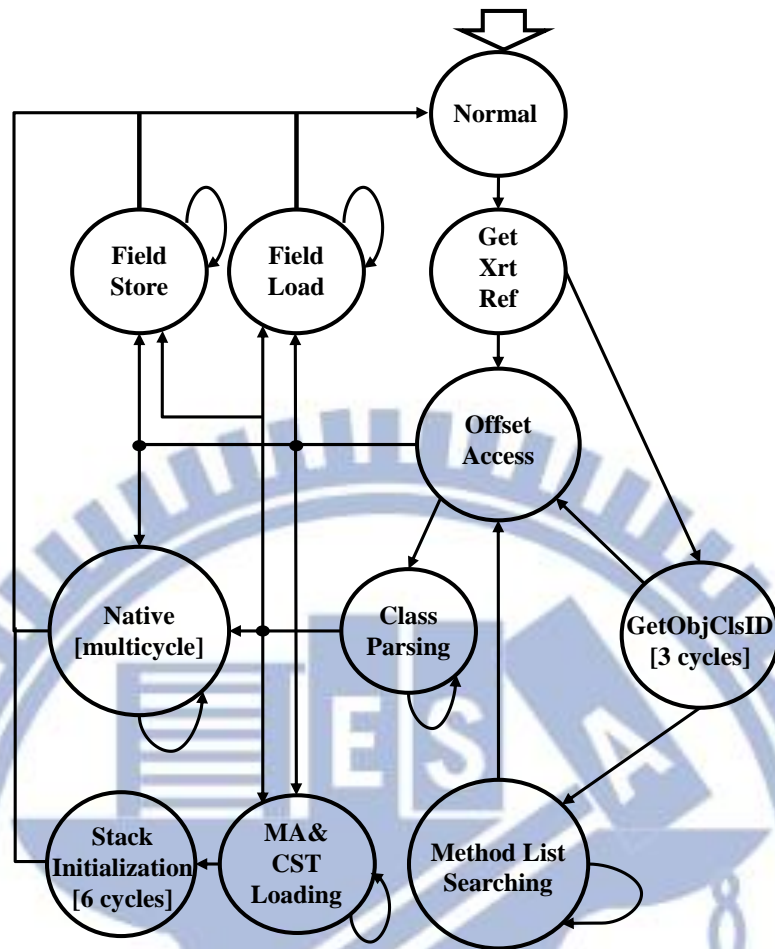 Normal
Field
Store
Field
Load
Get
Xrt
Ref
Offset
Access
Native
[multicycle]
Class
Parsing
GetObjClsID
[3 cycles]
Stack
Initialization
[6 cycles]
MA&
CST
Loading
Method List
Searching
E S A